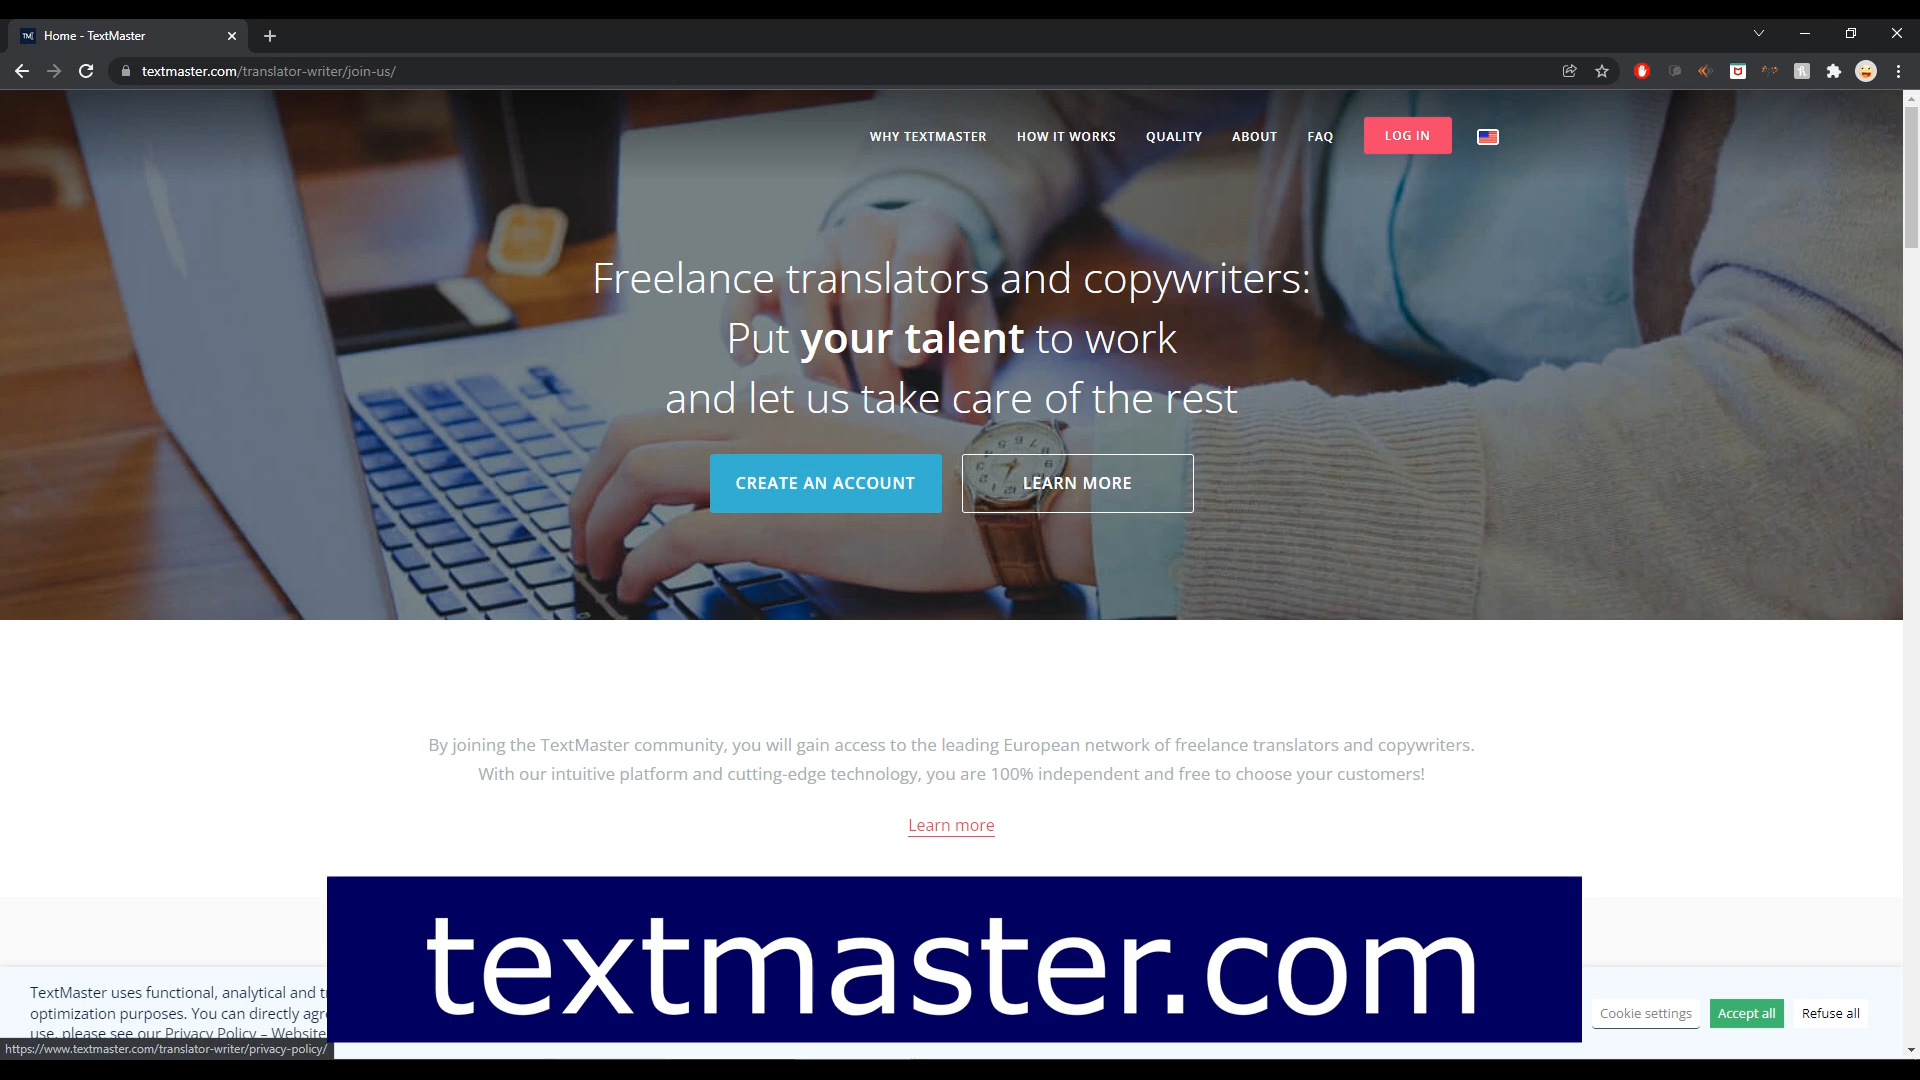 TM
Home - TextMaster
textmaster.com/translator-writer/join-us/
WHY TEXTMASTER
HOW IT WORKS
QUALITY
ABOUT
FAQ
LOG IN
Freelance translators and copywriters:
Put your talent to work
and let us take care of the rest
CREATE AN ACCOUNT
LEARN MORE
By joining the TextMaster community, you will gain access to the leading European network of freelance translators and copywriters.
With our intuitive platform and cutting-edge technology, you are 100% independent and free to choose your customers!
Learn more
textmaster.com
TextMaster uses functional, analytical and
optimization purposes. You can directly
use, please see our Privacy Policy – Website
Cookie settings
Accept all
Refuse all
https://www.textmaster.com/translator-writer/privacy-policy/